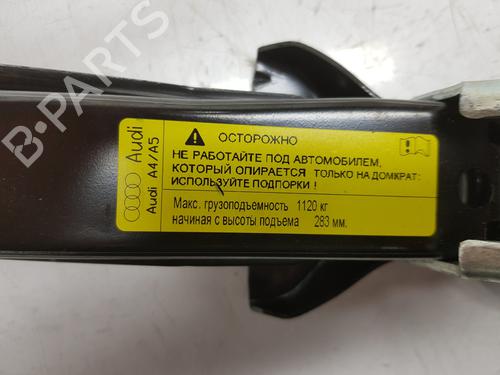 B-PARTS
Audi
Audi A4/A5
ОСТОРОЖНО
НЕ РАБОТАЙТЕ ПОД АВТОМОБИЛЕМ,
КОТОРЫЙ ОПИРАЕТСЯ ТОЛЬКО НА ДОМКРАТ:
ИСПОЛЬЗУЙТЕ ПОДПОРКИ !
Макс. грузоподъемность 1120 кг
начиная с высоты подъема 283 мм.